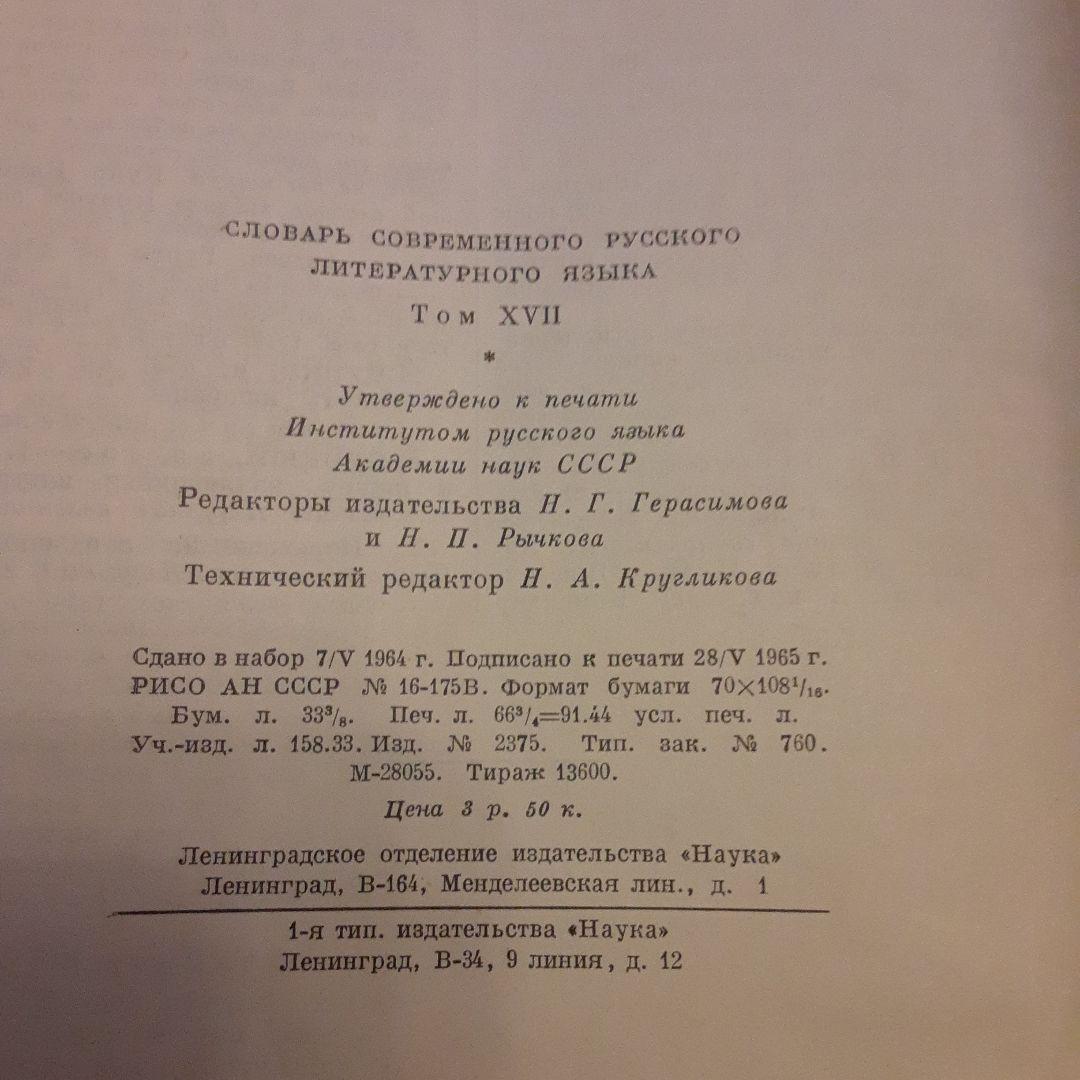 СЛОВАРЬ СОВРЕМЕННОГО РУССКОГО
ЛИТЕРАТУРНОГО ЯЗЫКА
Том XVII
*
Утверждено к печати
Институтом русского языка
Академии наук СССР
Редакторы издательства Н. Г. Герасимова
и Н. П. Рычкова
Технический редактор Н. А. Кругликова
Сдано в набор 7/V 1964 г. Подписано к печати 28/V 1965 г.
РИСО АН СССР № 16-175В. Формат бумаги 70×108¹/₁₆.
Бум. л. 33³/₈. Печ. л. 66³/₄=91.44 усл. печ. л.
Уч.-изд. л. 158.33. Изд. № 2375. Тип. зак. № 760.
М-28055. Тираж 13600.
Цена 3 р. 50 к.
Ленинградское отделение издательства «Наука»
Ленинград, В-164, Менделеевская лин., д. 1
1-я тип. издательства «Наука»
Ленинград, В-34, 9 линия, д. 12